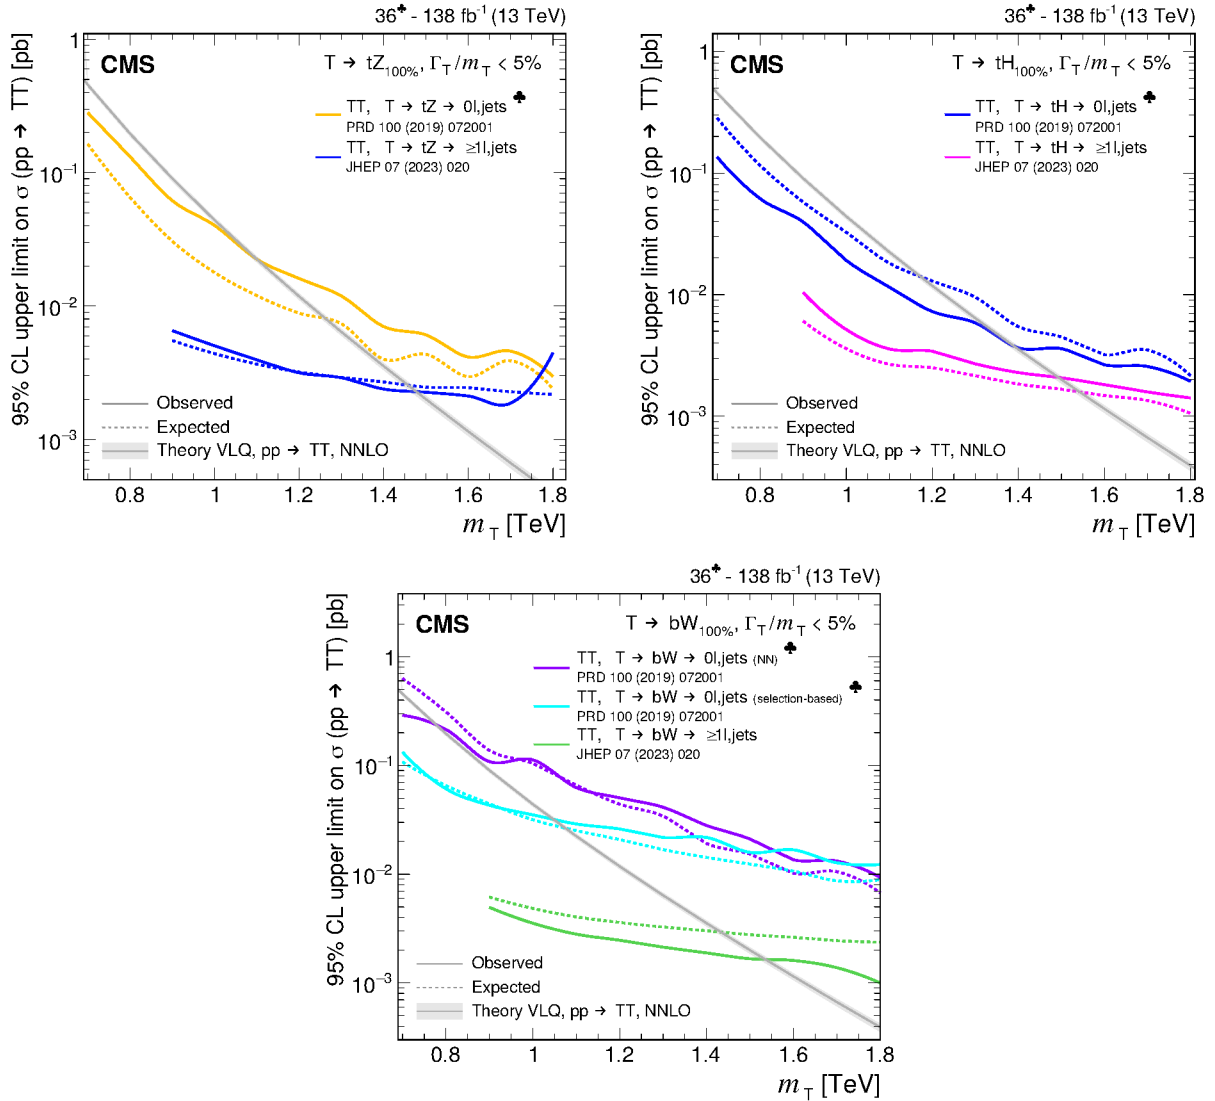 36♣ - 138 fb⁻¹ (13 TeV)
95% CL upper limit on σ (pp → TT) [pb]
CMS
T → tZ₁₀₀%, Γ_T/m_T < 5%
TT, T → tZ → 0l,jets ♣
PRD 100 (2019) 072001
TT, T → tZ → ≥1l,jets
JHEP 07 (2023) 020
1
10⁻¹
10⁻²
10⁻³
Observed
Expected
Theory VLQ, pp → TT, NNLO
0.8 1 1.2 1.4 1.6 1.8
m_T [TeV]
36♣ - 138 fb⁻¹ (13 TeV)
95% CL upper limit on σ (pp → TT) [pb]
CMS
T → tH₁₀₀%, Γ_T/m_T < 5%
TT, T → tH → 0l,jets ♣
PRD 100 (2019) 072001
TT, T → tH → ≥1l,jets
JHEP 07 (2023) 020
1
10⁻¹
10⁻²
10⁻³
Observed
Expected
Theory VLQ, pp → TT, NNLO
0.8 1 1.2 1.4 1.6 1.8
m_T [TeV]
36♣ - 138 fb⁻¹ (13 TeV)
95% CL upper limit on σ (pp → TT) [pb]
CMS
T → bW₁₀₀%, Γ_T/m_T < 5%
TT, T → bW → 0l,jets (NN) ♣
PRD 100 (2019) 072001
TT, T → bW → 0l,jets (selection-based) ♣
PRD 100 (2019) 072001
TT, T → bW → ≥1l,jets
JHEP 07 (2023) 020
1
10⁻¹
10⁻²
10⁻³
Observed
Expected
Theory VLQ, pp → TT, NNLO
0.8 1 1.2 1.4 1.6 1.8
m_T [TeV]